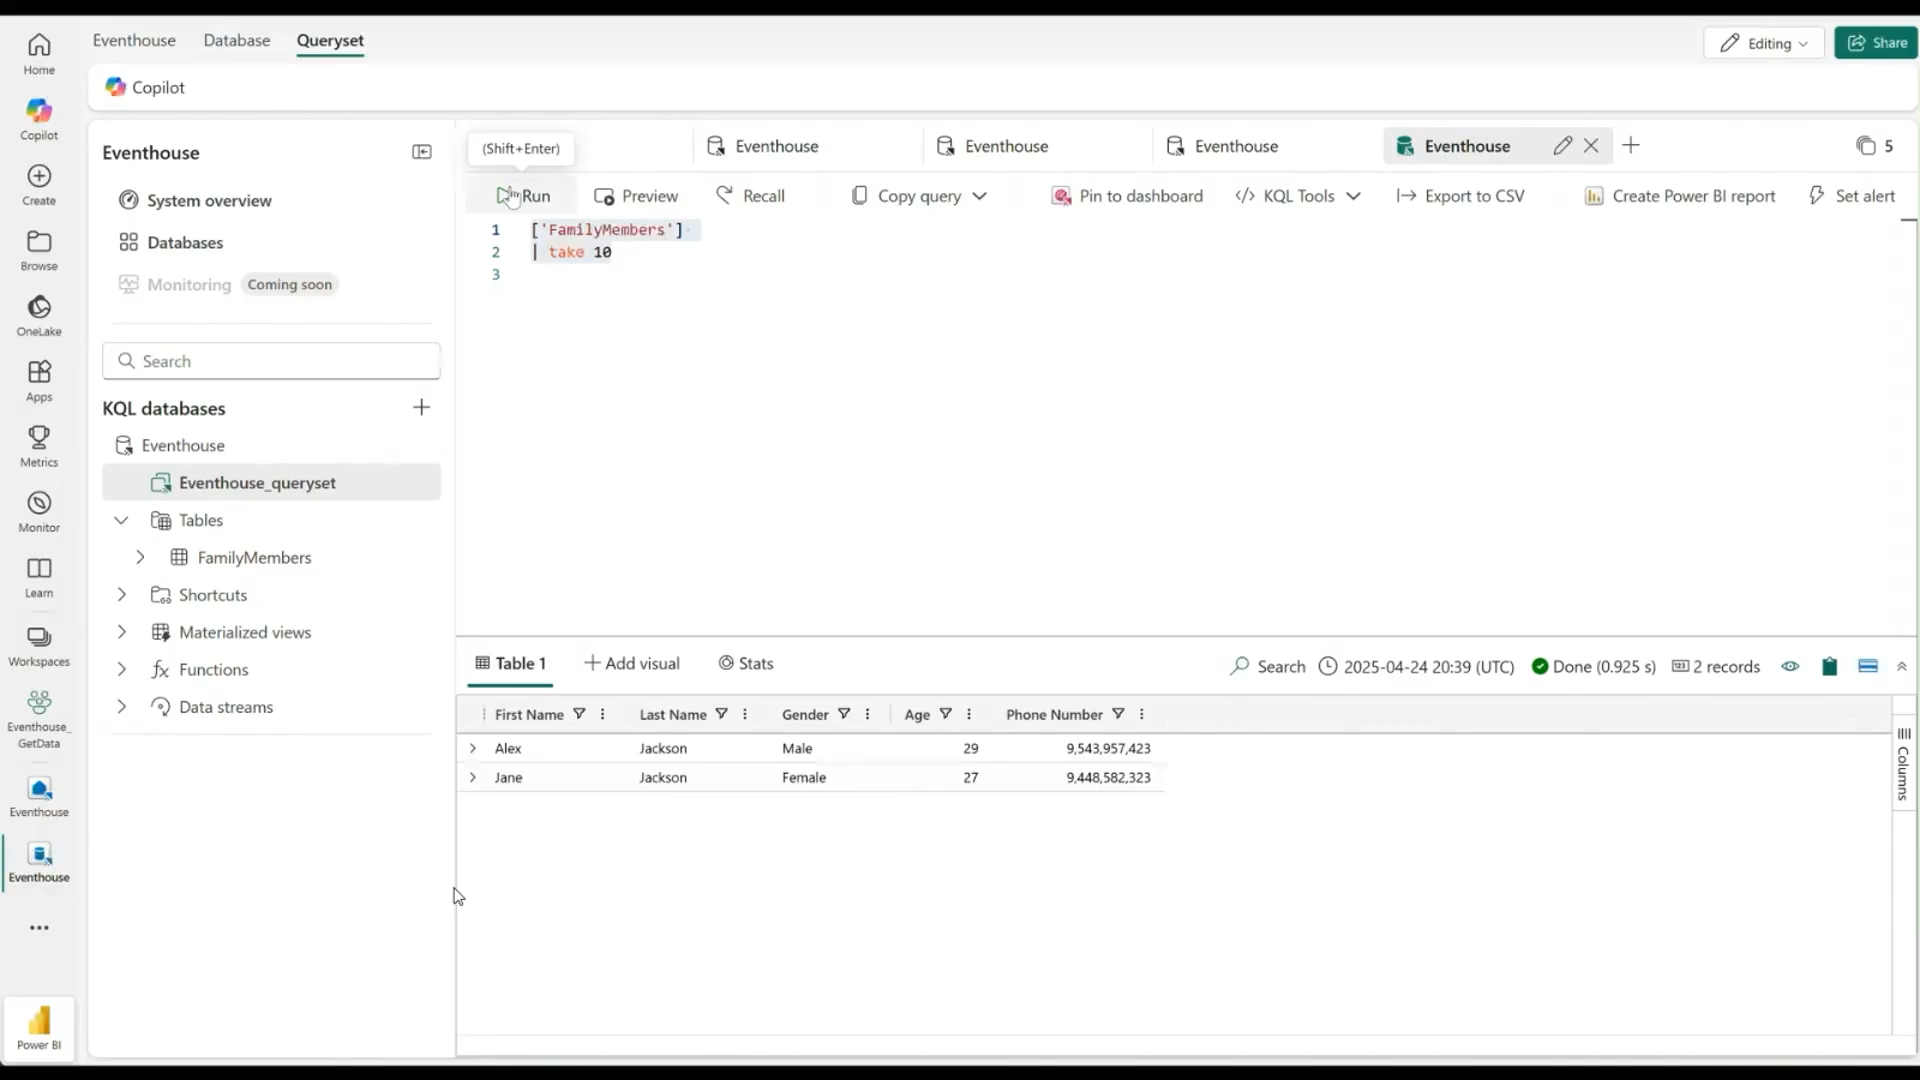 Home
Copilot
Create
Browse
OneLake
Apps
Metrics
Monitor
Learn
Workspaces
Eventhouse_
GetData
Eventhouse
Eventhouse
Power BI
Eventhouse Database Queryset
Editing
Share
Copilot
Eventhouse
System overview
Databases
Monitoring Coming soon
Search
KQL databases
Eventhouse
Eventhouse_queryset
Tables
FamilyMembers
Shortcuts
Materialized views
Functions
Data streams
(Shift+Enter)
Eventhouse Eventhouse Eventhouse Eventhouse 5
Run Preview Recall Copy query Pin to dashboard KQL Tools Export to CSV Create Power BI report Set alert
1 ['FamilyMembers']
2 | take 10
3
Table 1 Add visual Stats Search 2025-04-24 20:39 (UTC) Done (0.925 s) 2 records
First Name Last Name Gender Age Phone Number
Alex Jackson Male 29 9,543,957,423
Jane Jackson Female 27 9,448,582,323
Columns